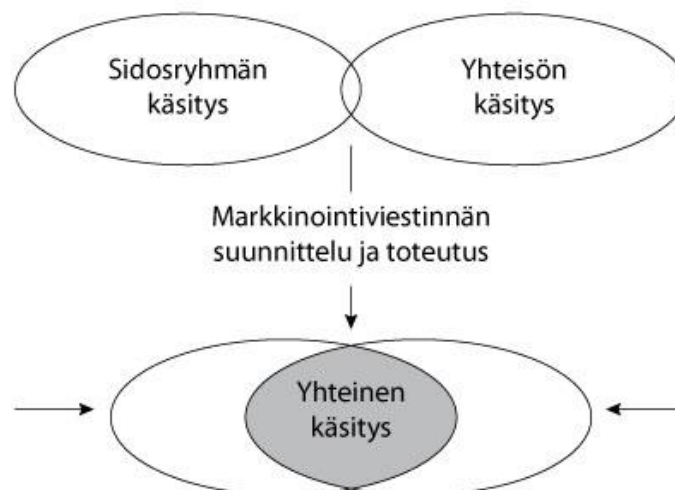 Sidosryhmän
käsitys
Yhteisön
käsitys
Markkinointiviestinnän
suunnittelu ja toteutus
Yhteinen
käsitys